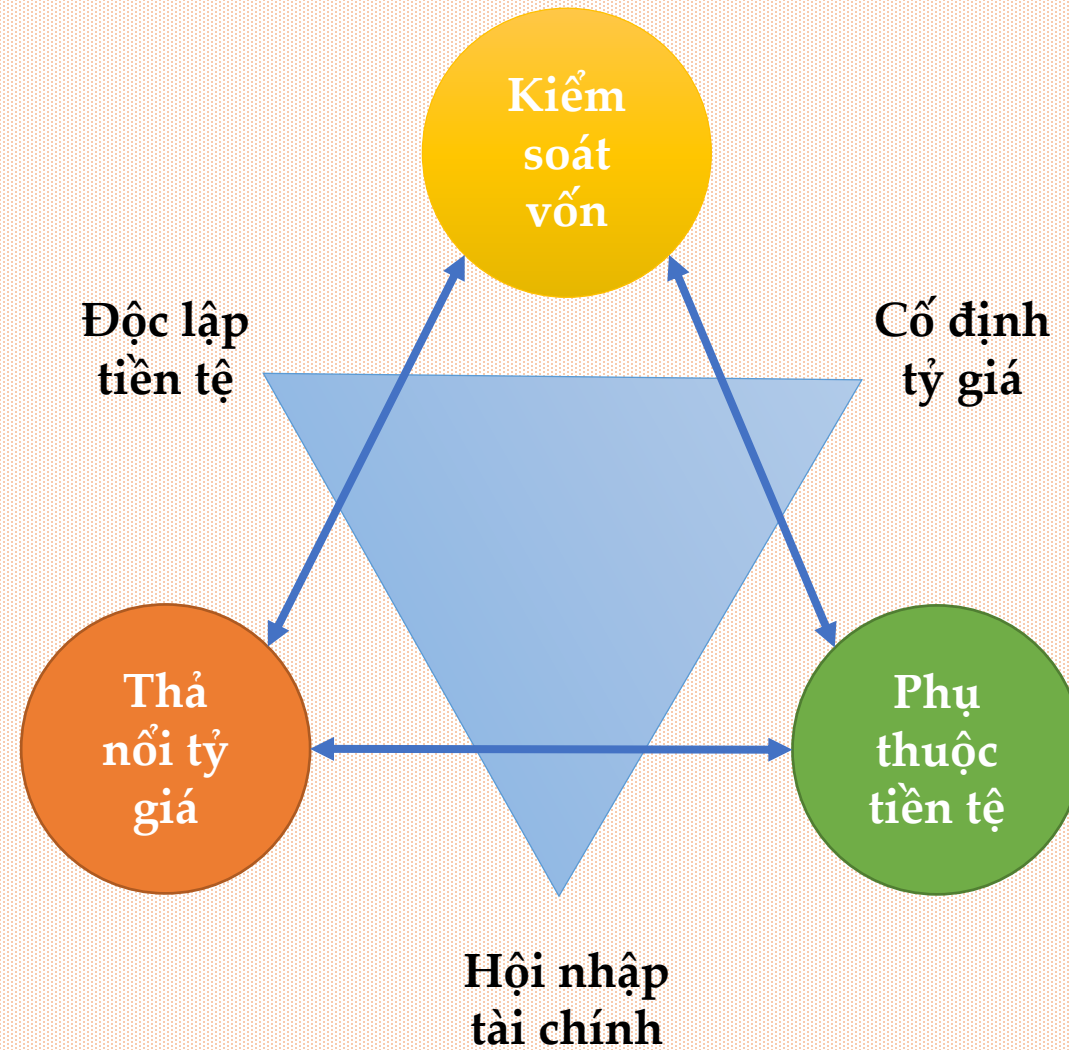 Kiểm
soát
vốn
Độc lập
tiền tệ
Cố định
tỷ giá
Thả
nổi tỷ
giá
Phụ
thuộc
tiền tệ
Hội nhập
tài chính